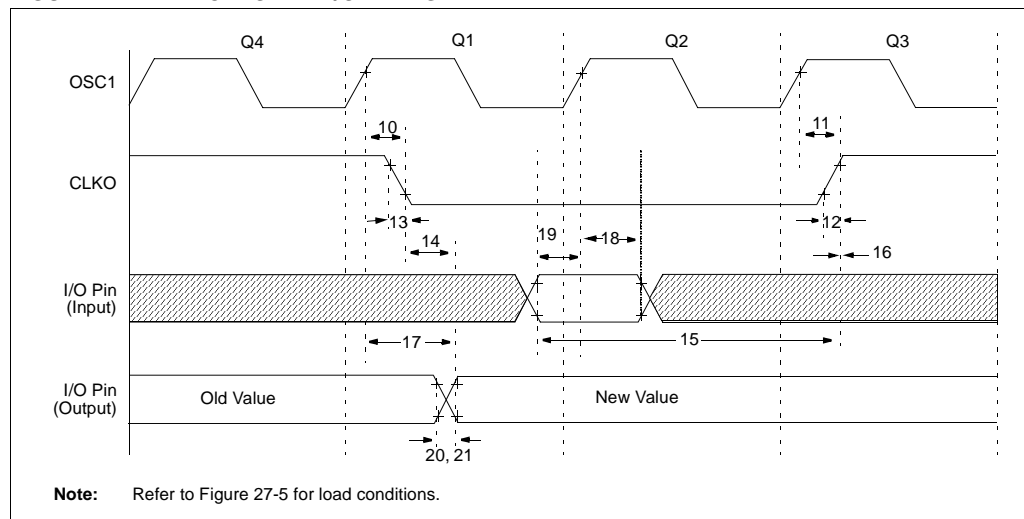 Q4 Q1 Q2 Q3
OSC1
10 11
CLKO
13 12
14 19 18 16
I/O Pin
(Input)
17 15
I/O Pin
(Output)
Old Value New Value
20, 21
Note: Refer to Figure 27-5 for load conditions.